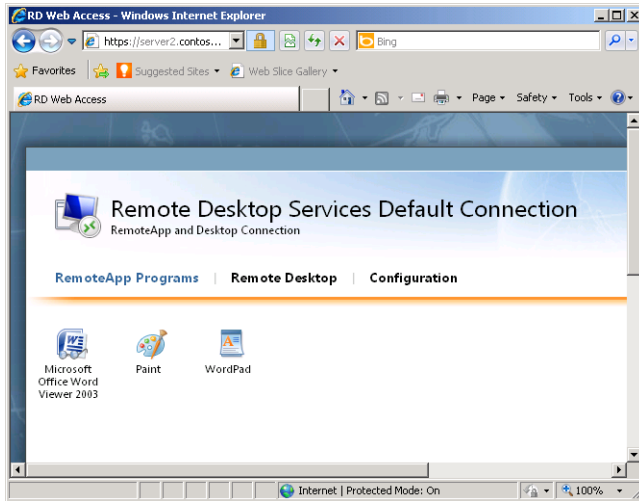 RD Web Access - Windows Internet Explorer
https://server2.contos...
Bing
Favorites
Suggested Sites
Web Slice Gallery
RD Web Access
Page
Safety
Tools
Remote Desktop Services Default Connection
RemoteApp and Desktop Connection
RemoteApp Programs | Remote Desktop | Configuration
Microsoft
Office Word
Viewer 2003
Paint
WordPad
Internet | Protected Mode: On
100%